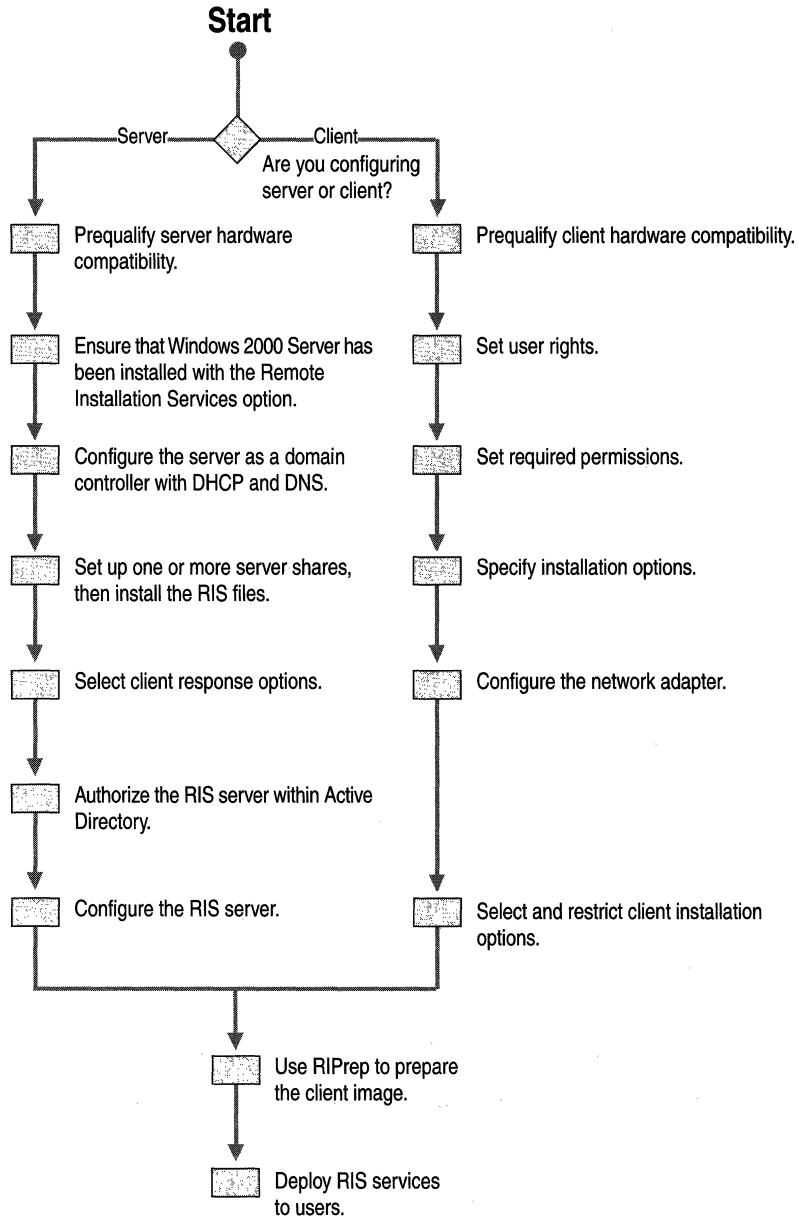 Start
Server
Client
Are you configuring
server or client?
Prequalify server hardware
compatibility.
Prequalify client hardware compatibility.
Ensure that Windows 2000 Server has
been installed with the Remote
Installation Services option.
Set user rights.
Configure the server as a domain
controller with DHCP and DNS.
Set required permissions.
Set up one or more server shares,
then install the RIS files.
Specify installation options.
Select client response options.
Configure the network adapter.
Authorize the RIS server within Active
Directory.
Configure the RIS server.
Select and restrict client installation
options.
Use RIPrep to prepare
the client image.
Deploy RIS services
to users.